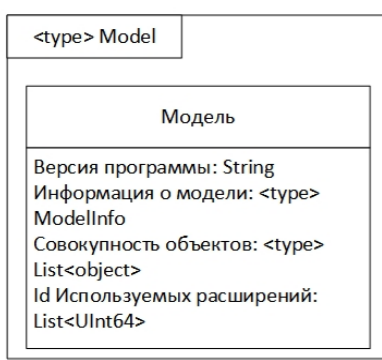 <type> Model
Модель
Версия программы: String
Информация о модели: <type>
ModelInfo
Совокупность объектов: <type>
List<object>
Id Используемых расширений:
List<UInt64>